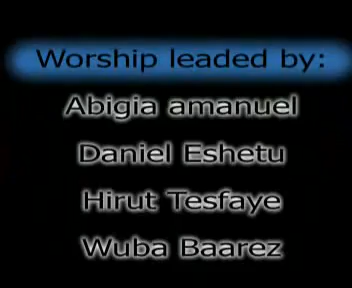 Worship leaded by:
Abigia amanuel
Daniel Eshetu
Hirut Tesfaye
Wuba Baarez